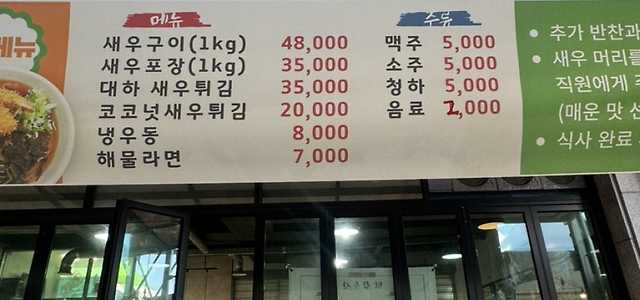 메뉴
메뉴
새우구이(1kg) 48,000
새우포장(1kg) 35,000
대하 새우튀김 35,000
코코넛새우튀김 20,000
냉우동 8,000
해물라면 7,000
주류
맥주 5,000
소주 5,000
청하 5,000
음료 2,000
• 추가 반찬과
• 새우 머리를
직원에게
(매운 맛
• 식사 완료